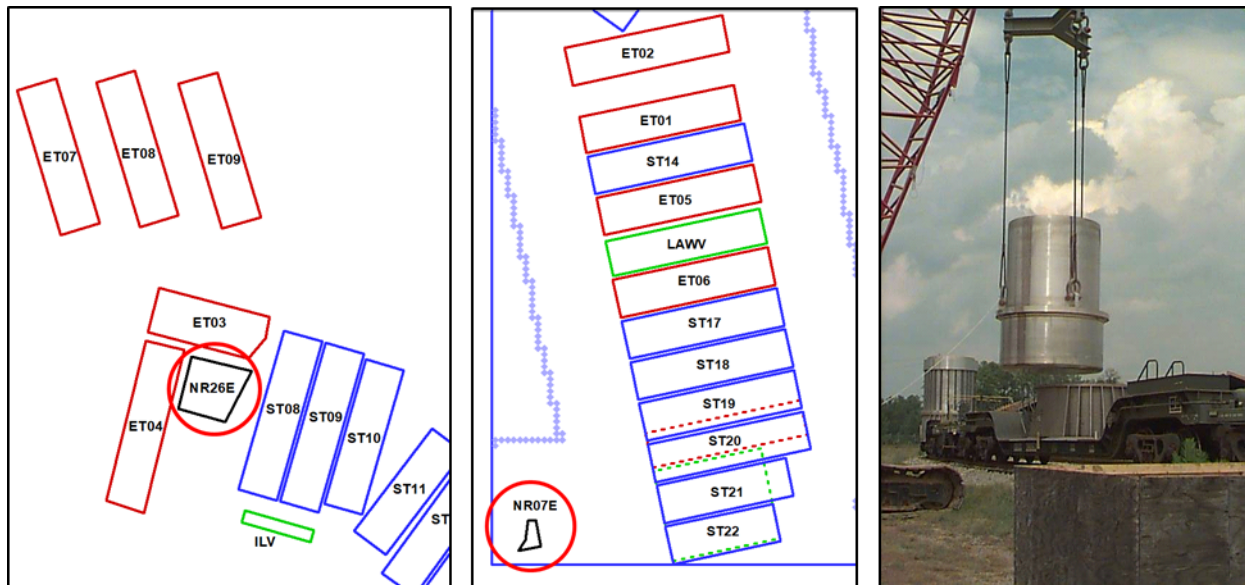 ET07
ET08
ET09
ET03
NR26E
ET04
ST08
ST09
ST10
ST11
ILV
ET02
ET01
ST14
ET05
LAWV
ET06
ST17
ST18
ST19
ST20
ST21
ST22
NR07E